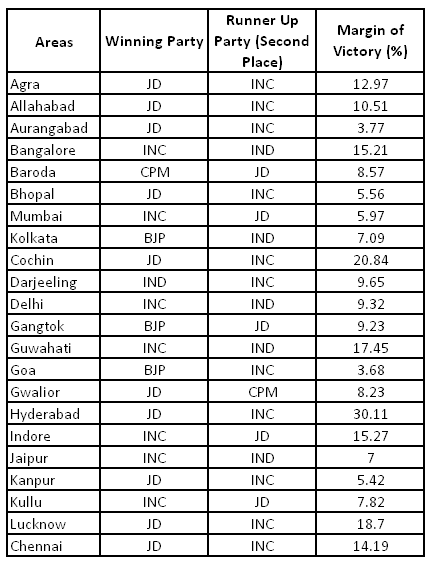 Areas Winning Party Runner Up Party (Second Place) Margin of Victory (%)
Agra JD INC 12.97
Allahabad JD INC 10.51
Aurangabad JD INC 3.77
Bangalore INC IND 15.21
Baroda CPM JD 8.57
Bhopal JD INC 5.56
Mumbai INC JD 5.97
Kolkata BJP IND 7.09
Cochin JD INC 20.84
Darjeeling IND INC 9.65
Delhi INC IND 9.32
Gangtok BJP JD 9.23
Guwahati INC IND 17.45
Goa BJP INC 3.68
Gwalior JD CPM 8.23
Hyderabad JD INC 30.11
Indore INC JD 15.27
Jaipur INC IND 7
Kanpur JD INC 5.42
Kullu INC JD 7.82
Lucknow JD INC 18.7
Chennai JD INC 14.19